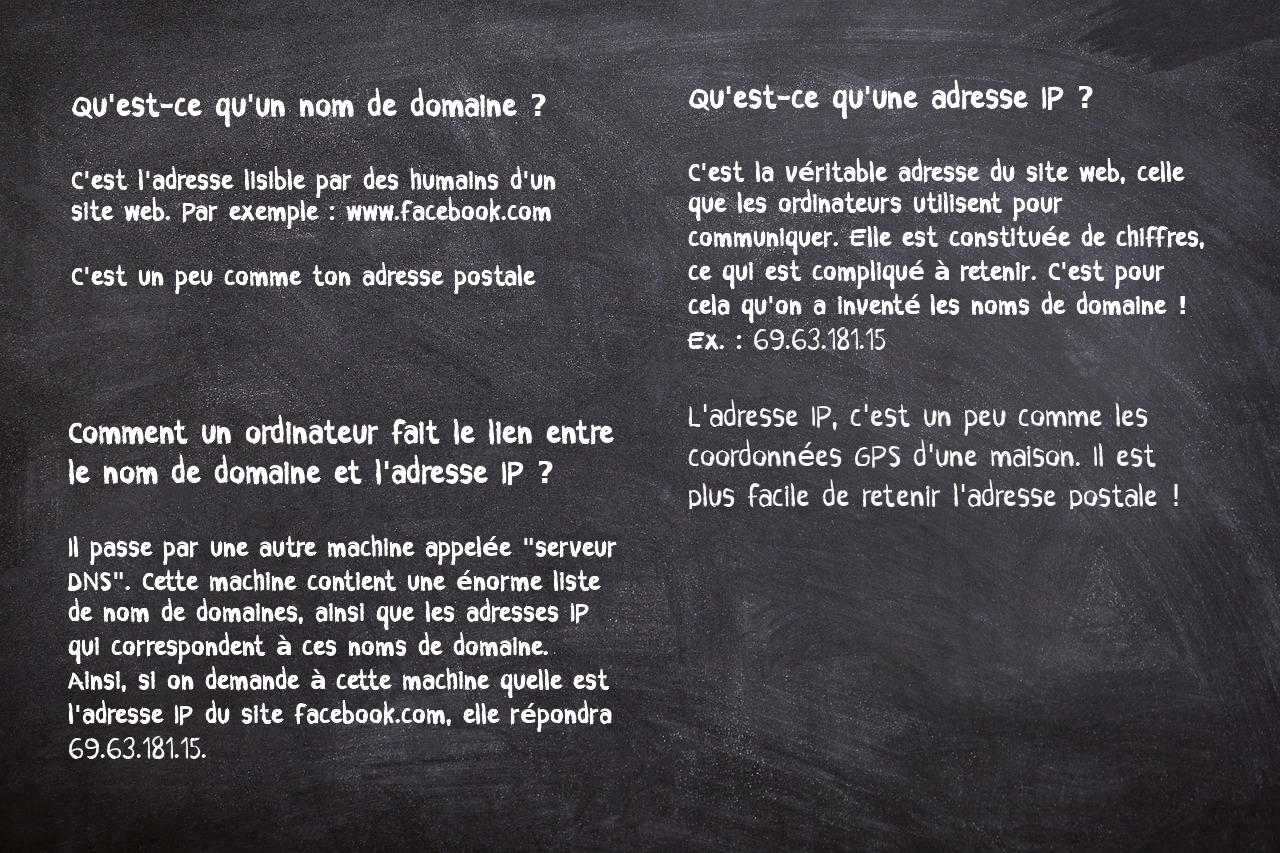 Qu'est-ce qu'un nom de domaine ?
C'est l'adresse lisible par des humains d'un
site web. Par exemple : www.facebook.com
C'est un peu comme ton adresse postale
Comment un ordinateur fait le lien entre
le nom de domaine et l'adresse IP ?
Il passe par une autre machine appelée "serveur
DNS". Cette machine contient une énorme liste
de nom de domaines, ainsi que les adresses IP
qui correspondent à ces noms de domaine.
Ainsi, si on demande à cette machine quelle est
l'adresse IP du site facebook.com, elle répondra
69.63.181.15.
Qu'est-ce qu'une adresse IP ?
C'est la véritable adresse du site web, celle
que les ordinateurs utilisent pour
communiquer. Elle est constituée de chiffres,
ce qui est compliqué à retenir. C'est pour
cela qu'on a inventé les noms de domaine !
Ex. : 69.63.181.15
L'adresse IP, c'est un peu comme les
coordonnées GPS d'une maison. Il est
plus facile de retenir l'adresse postale !